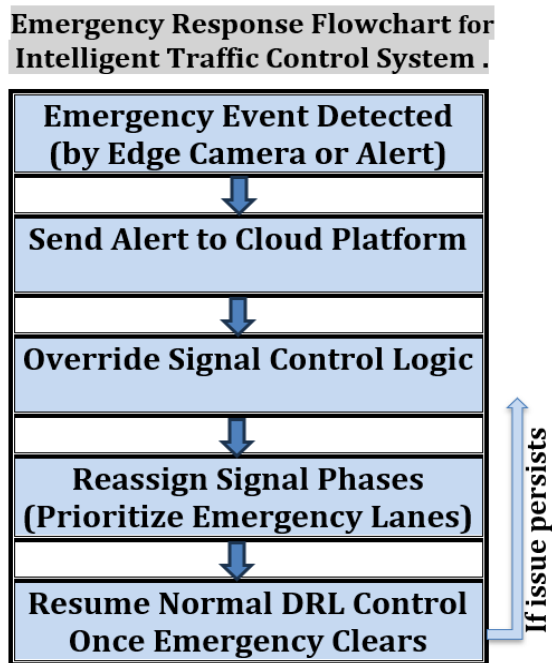 Emergency Response Flowchart for
Intelligent Traffic Control System .
Emergency Event Detected
(by Edge Camera or Alert)
Send Alert to Cloud Platform
Override Signal Control Logic
Reassign Signal Phases
(Prioritize Emergency Lanes)
Resume Normal DRL Control
Once Emergency Clears
If issue persists